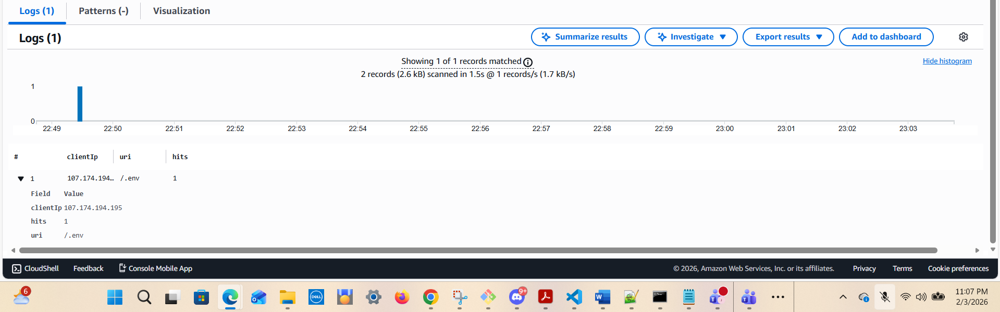 Logs (1) Patterns (-) Visualization
Logs (1) Summarize results Investigate Export results Add to dashboard
Showing 1 of 1 records matched Hide histogram
2 records (2.6 kB) scanned in 1.5s @ 1 records/s (1.7 kB/s)
1
0
22:49 22:50 22:51 22:52 22:53 22:54 22:55 22:56 22:57 22:58 22:59 23:00 23:01 23:02 23:03
# clientIp uri hits
1 107.174.194… /.env 1
Field Value
clientIp 107.174.194.195
hits 1
uri /.env
CloudShell Feedback Console Mobile App © 2026, Amazon Web Services, Inc. or its affiliates. Privacy Terms Cookie preferences
6 DELL 9+ W T T 11:07 PM
2/3/2026